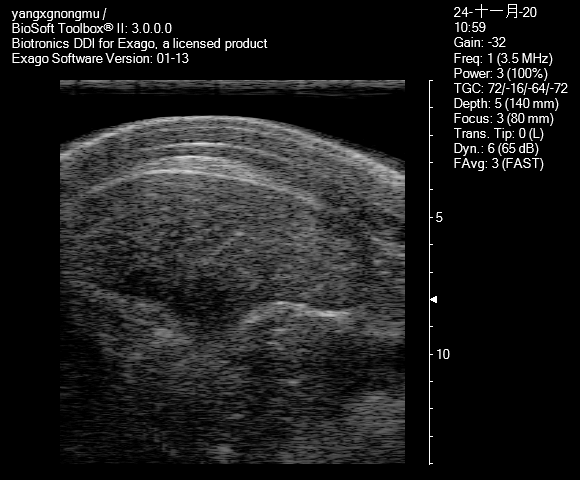 yangxgnongmu /
BioSoft Toolbox® II: 3.0.0.0
Biotronics DDI for Exago, a licensed product
Exago Software Version: 01-13
24-十一月-20
10:59
Gain: -32
Freq: 1 (3.5 MHz)
Power: 3 (100%)
TGC: 72/-16/-64/-72
Depth: 5 (140 mm)
Focus: 3 (80 mm)
Trans. Tip: 0 (L)
Dyn.: 6 (65 dB)
FAvg: 3 (FAST)
5
10